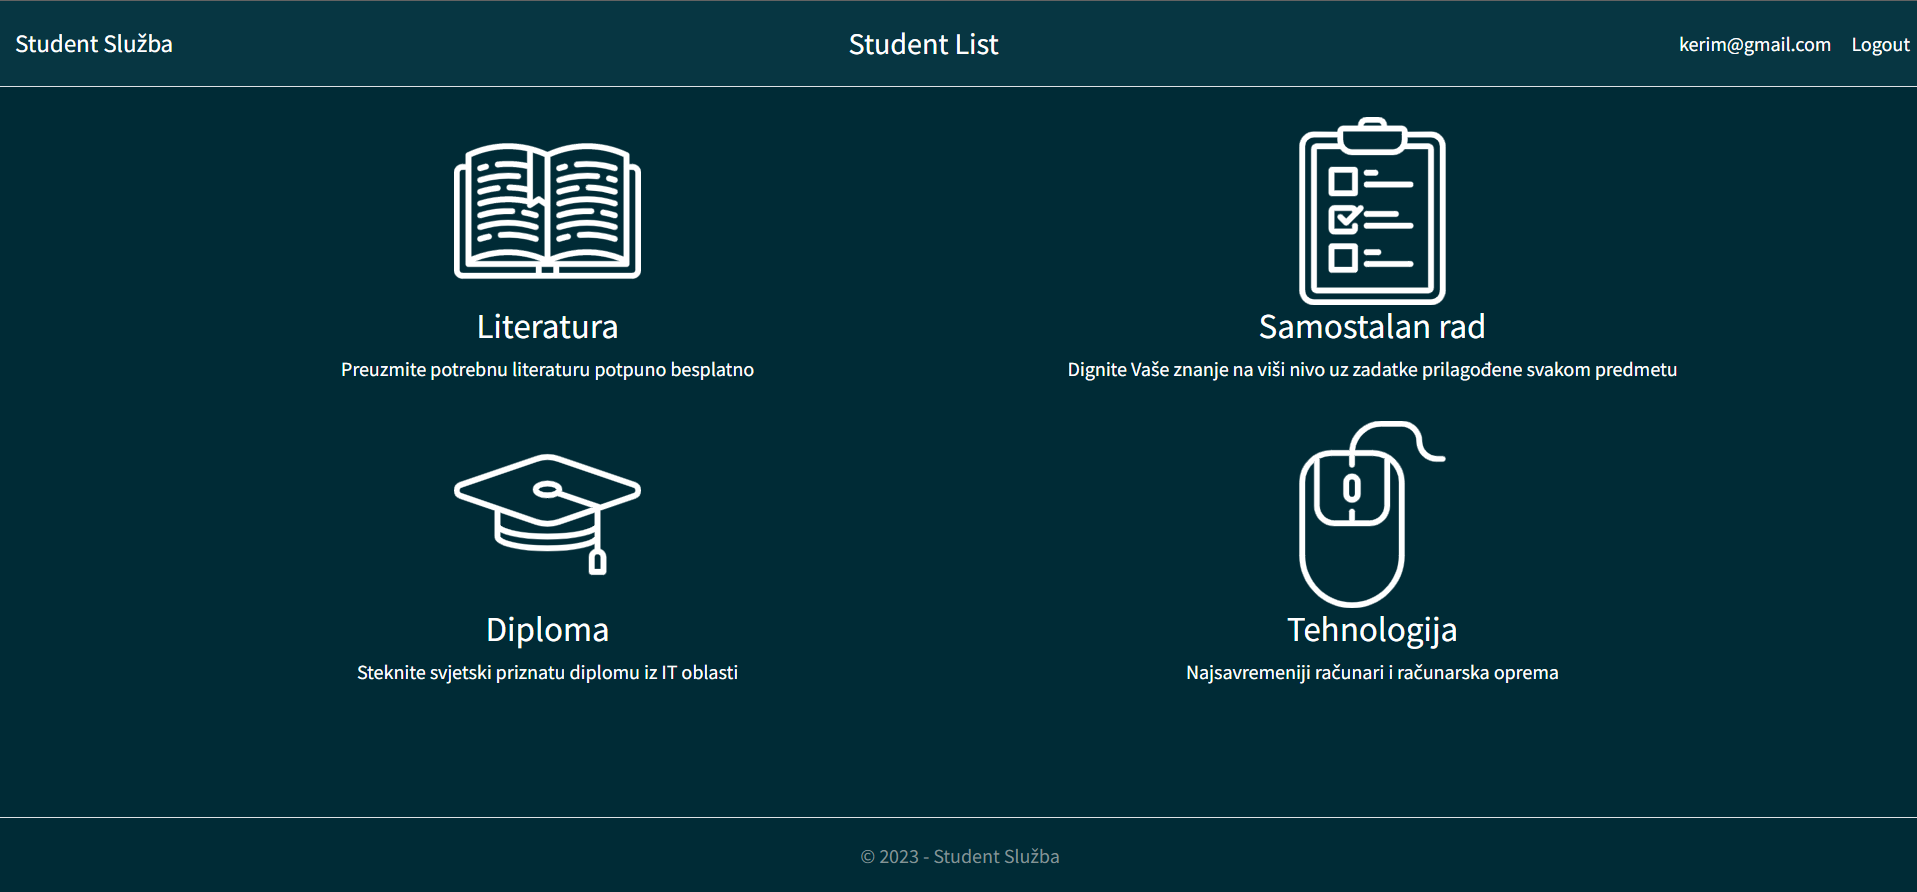 Student Služba
Student List
kerim@gmail.com
Logout
Literatura
Preuzmite potrebnu literaturu potpuno besplatno
Samostalan rad
Dignite Vaše znanje na viši nivo uz zadatke prilagođene svakom predmetu
Diploma
Steknite svjetski priznatu diplomu iz IT oblasti
Tehnologija
Najsavremeniji računari i računarska oprema
© 2023 - Student Služba